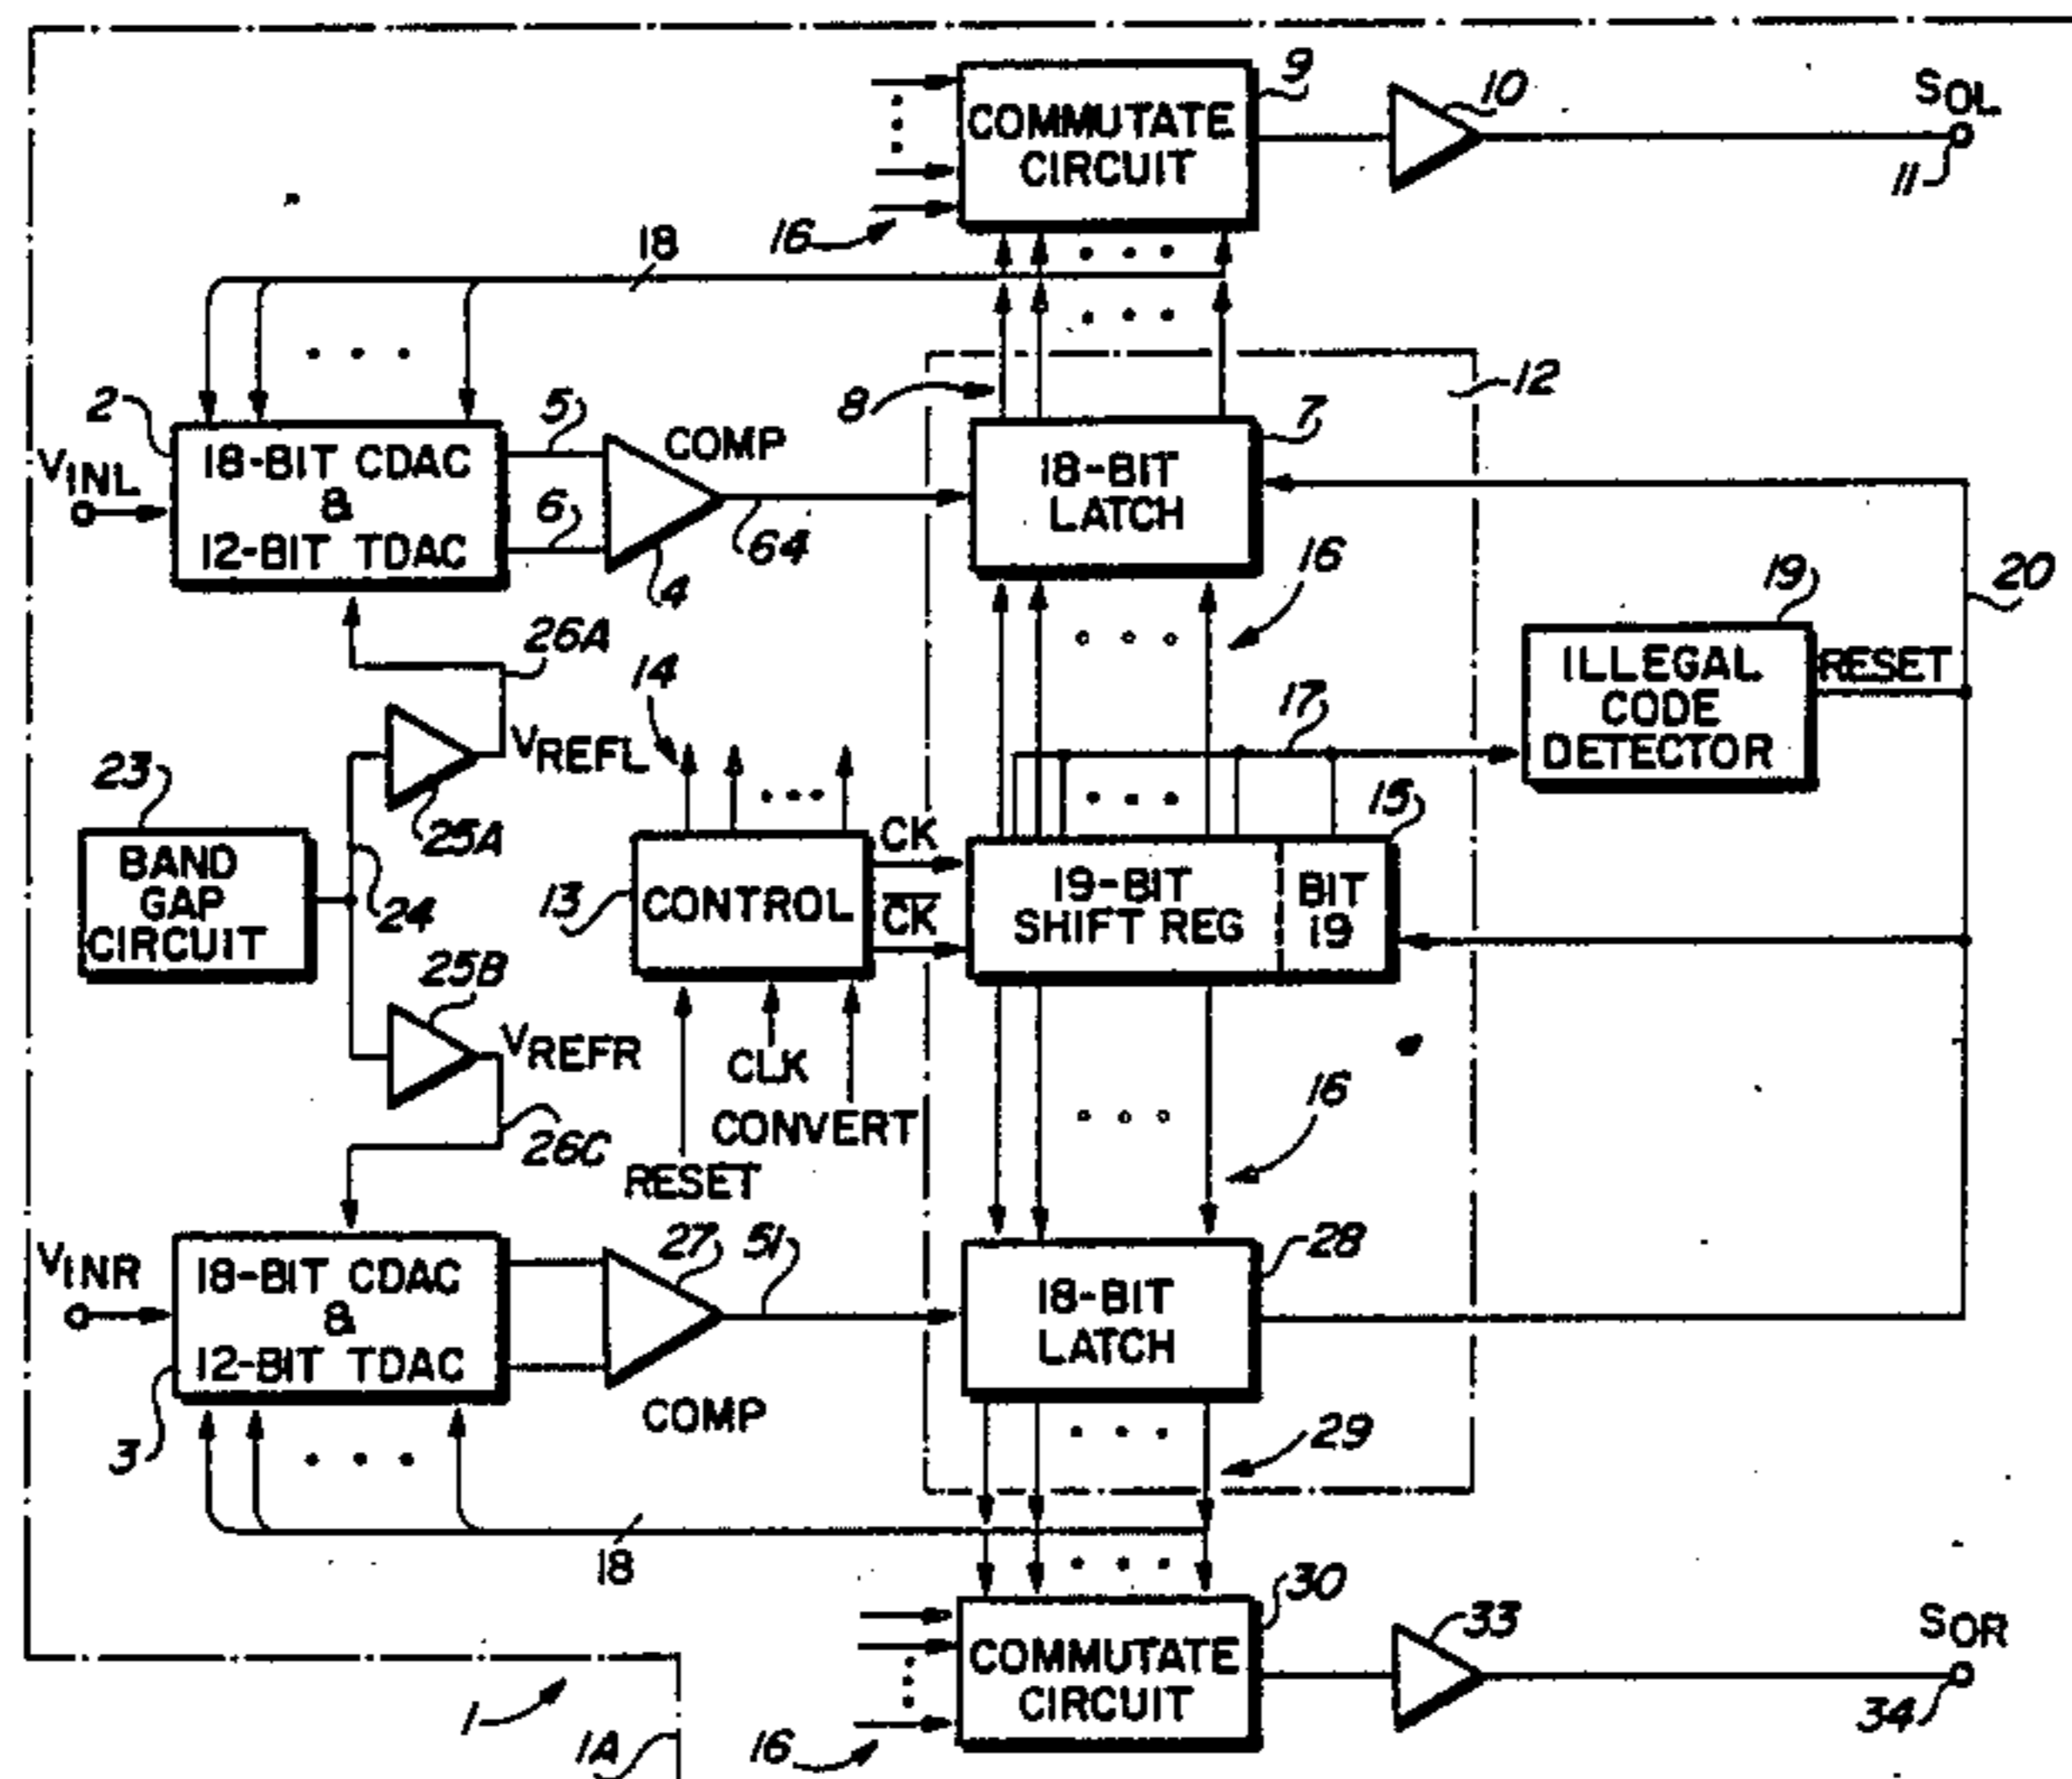 9
COMMUTATE
CIRCUIT
10
SOL
11
16
18
8
12
2
VINL
18-BIT CDAC
&
12-BIT TDAC
5
6
COMP
4
64
7
18-BIT
LATCH
16
19
20
ILLEGAL
CODE
DETECTOR
RESET
26A
14
17
VREFL
25A
23
BAND
GAP
CIRCUIT
24
13
CONTROL
CK
CK
15
19-BIT
SHIFT REG
BIT
19
25B
VREFR
26C
CLK
CONVERT
RESET
16
VINR
18-BIT CDAC
&
12-BIT TDAC
3
27
COMP
51
28
18-BIT
LATCH
29
18
30
COMMUTATE
CIRCUIT
33
SOR
34
1
1A
16